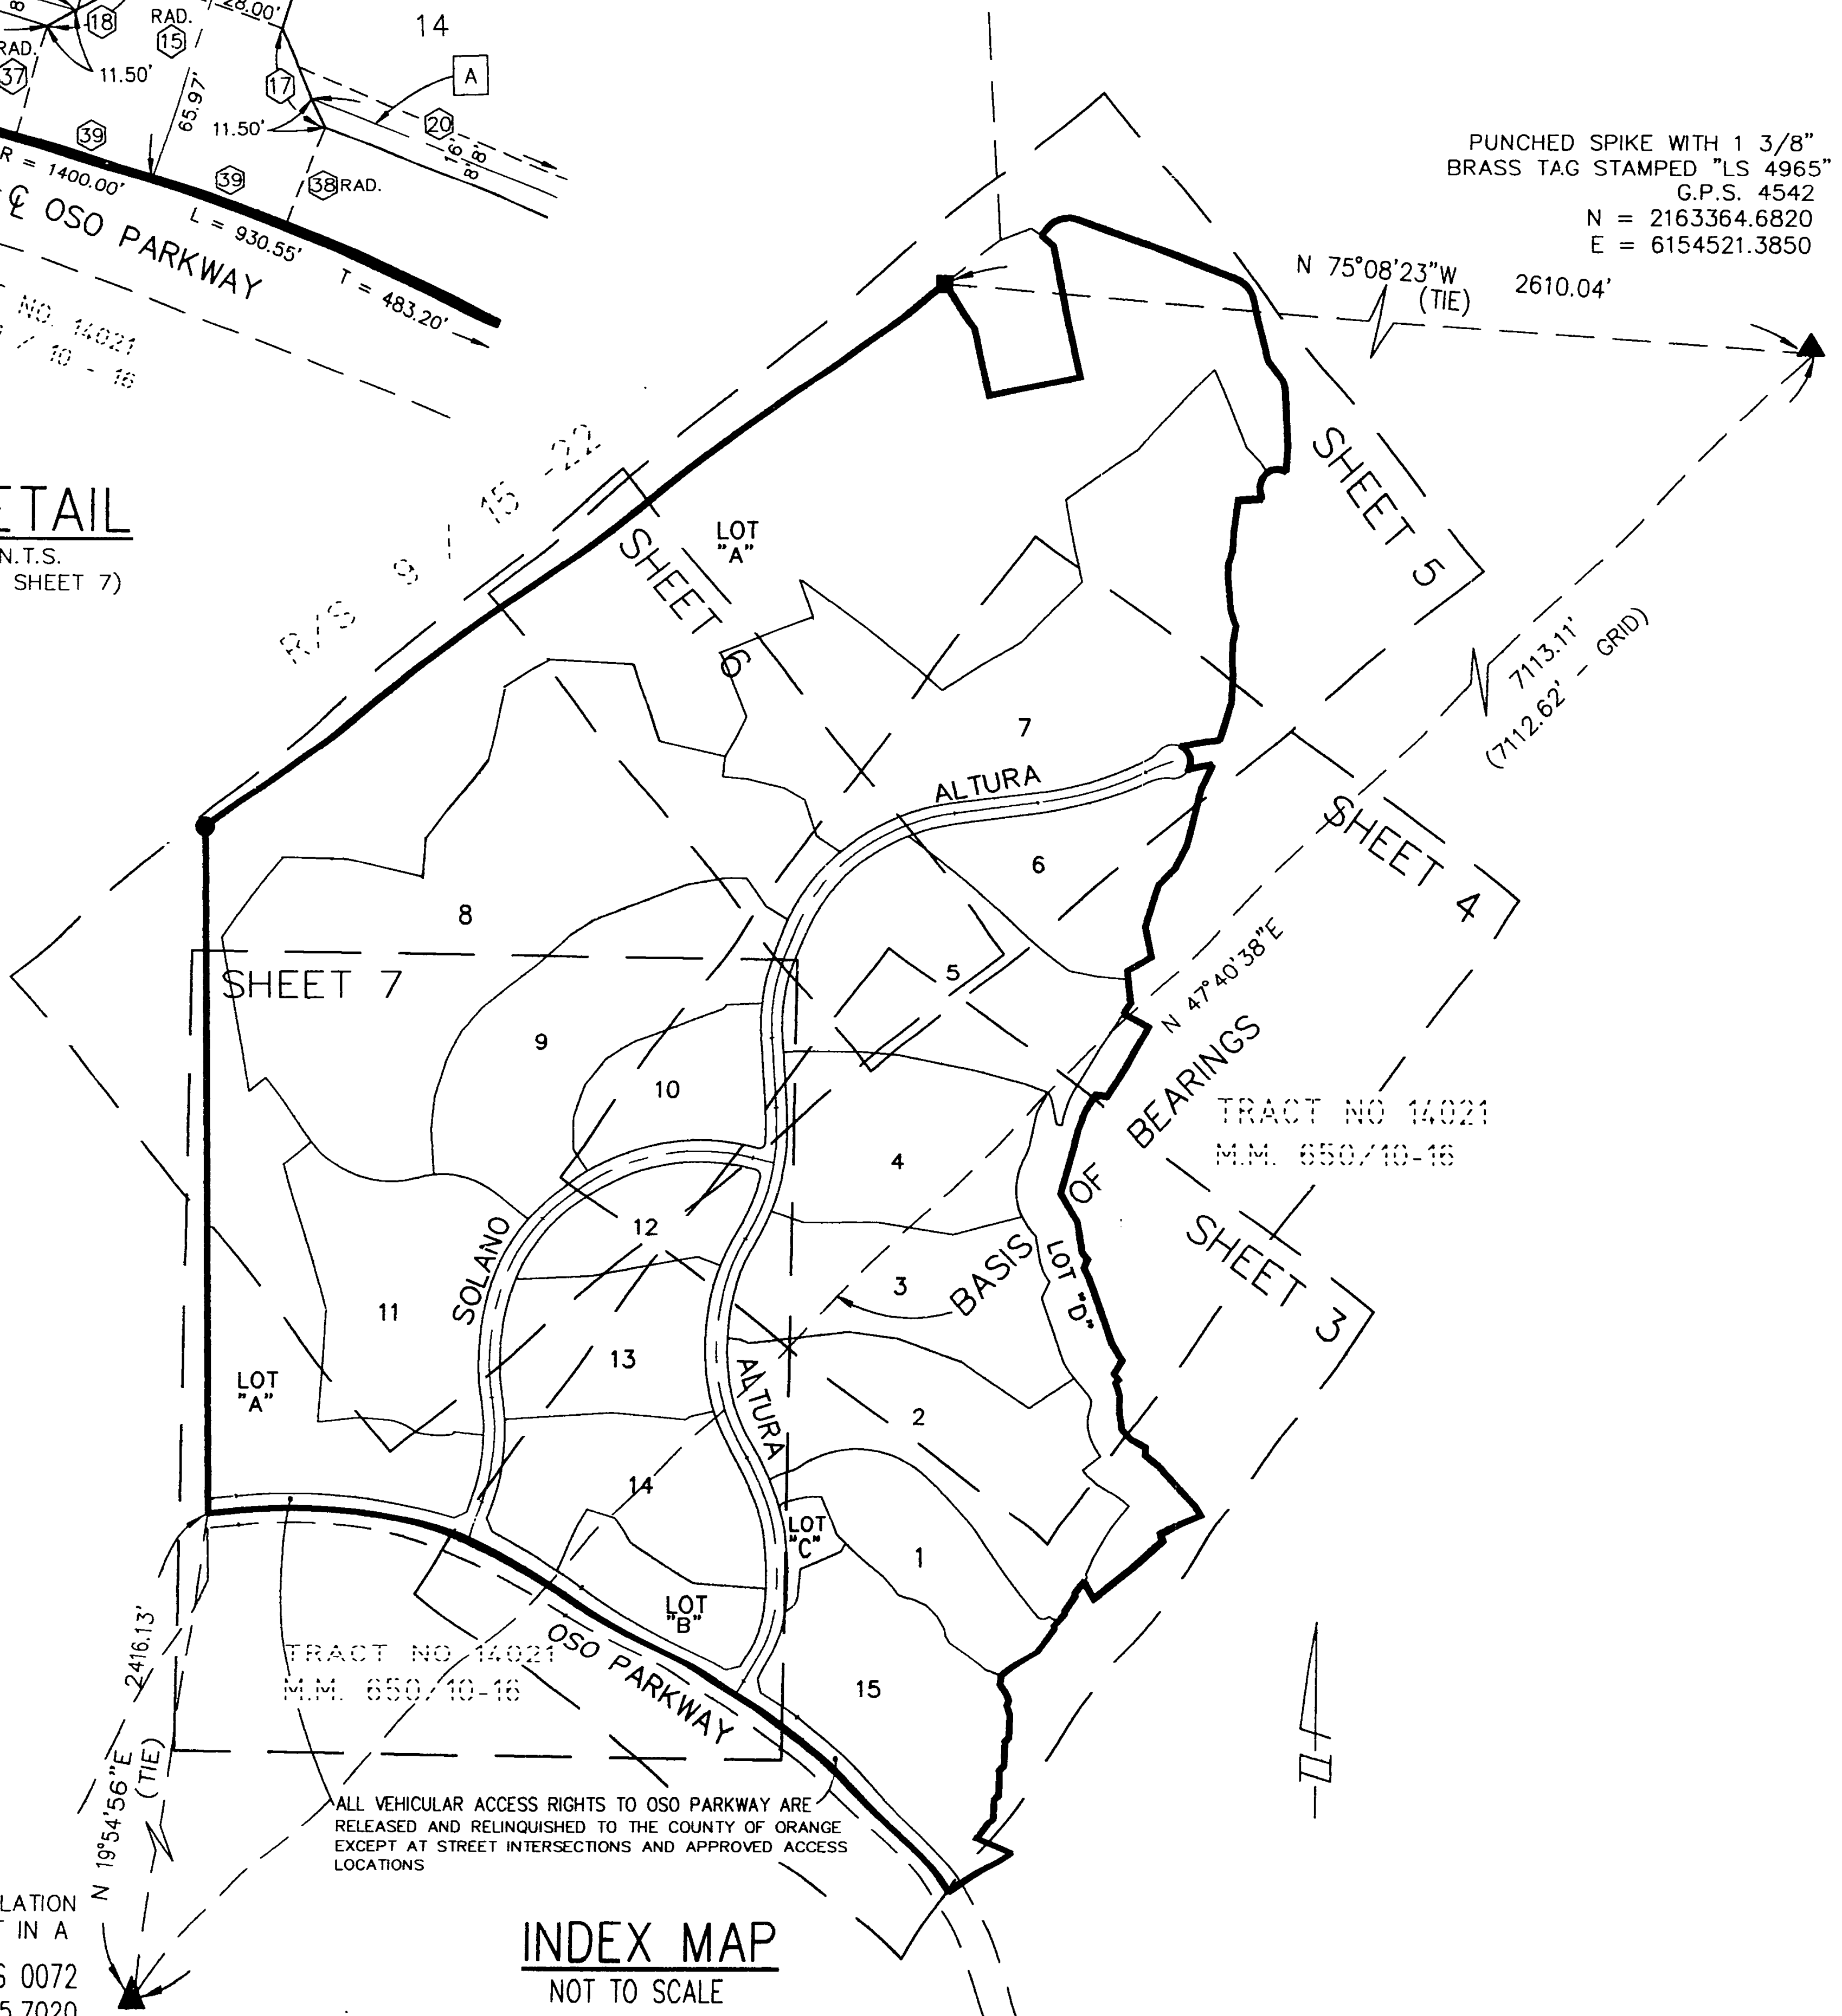 14
28.00'
RAD.
18
15
RAD.
37
11.50'
17
A
65.97'
11.50'
20
16'
8'
8'
39
39
38
RAD.
R = 1400.00'
L = 930.55'
T = 483.20'
℄ OSO PARKWAY
NO. 14021
/ 10 - 16
ETAIL
N.T.S.
SHEET 7)
PUNCHED SPIKE WITH 1 3/8"
BRASS TAG STAMPED "LS 4965"
G.P.S. 4542
N = 2163364.6820
E = 6154521.3850
N 75°08'23"W
(TIE)
2610.04'
R/S 9 / 15 -22
LOT
"A"
SHEET 6
SHEET 5
7113.11'
(7112.62' - GRID)
7
ALTURA
6
SHEET 4
8
5
SHEET 7
N 47°40'38"E
9
10
BASIS OF BEARINGS
TRACT NO 14021
M.M. 650/10-16
4
SOLANO
12
LOT "D"
SHEET 3
3
11
13
LOT
"A"
ALTURA
2
14
LOT
"C"
1
LOT
"B"
2416.13'
TRACT NO 14021
M.M. 650/10-16
OSO PARKWAY
15
N 19°54'56"E
(TIE)
ALL VEHICULAR ACCESS RIGHTS TO OSO PARKWAY ARE
RELEASED AND RELINQUISHED TO THE COUNTY OF ORANGE
EXCEPT AT STREET INTERSECTIONS AND APPROVED ACCESS
LOCATIONS
LATION
IN A
0072
7020
INDEX MAP
NOT TO SCALE